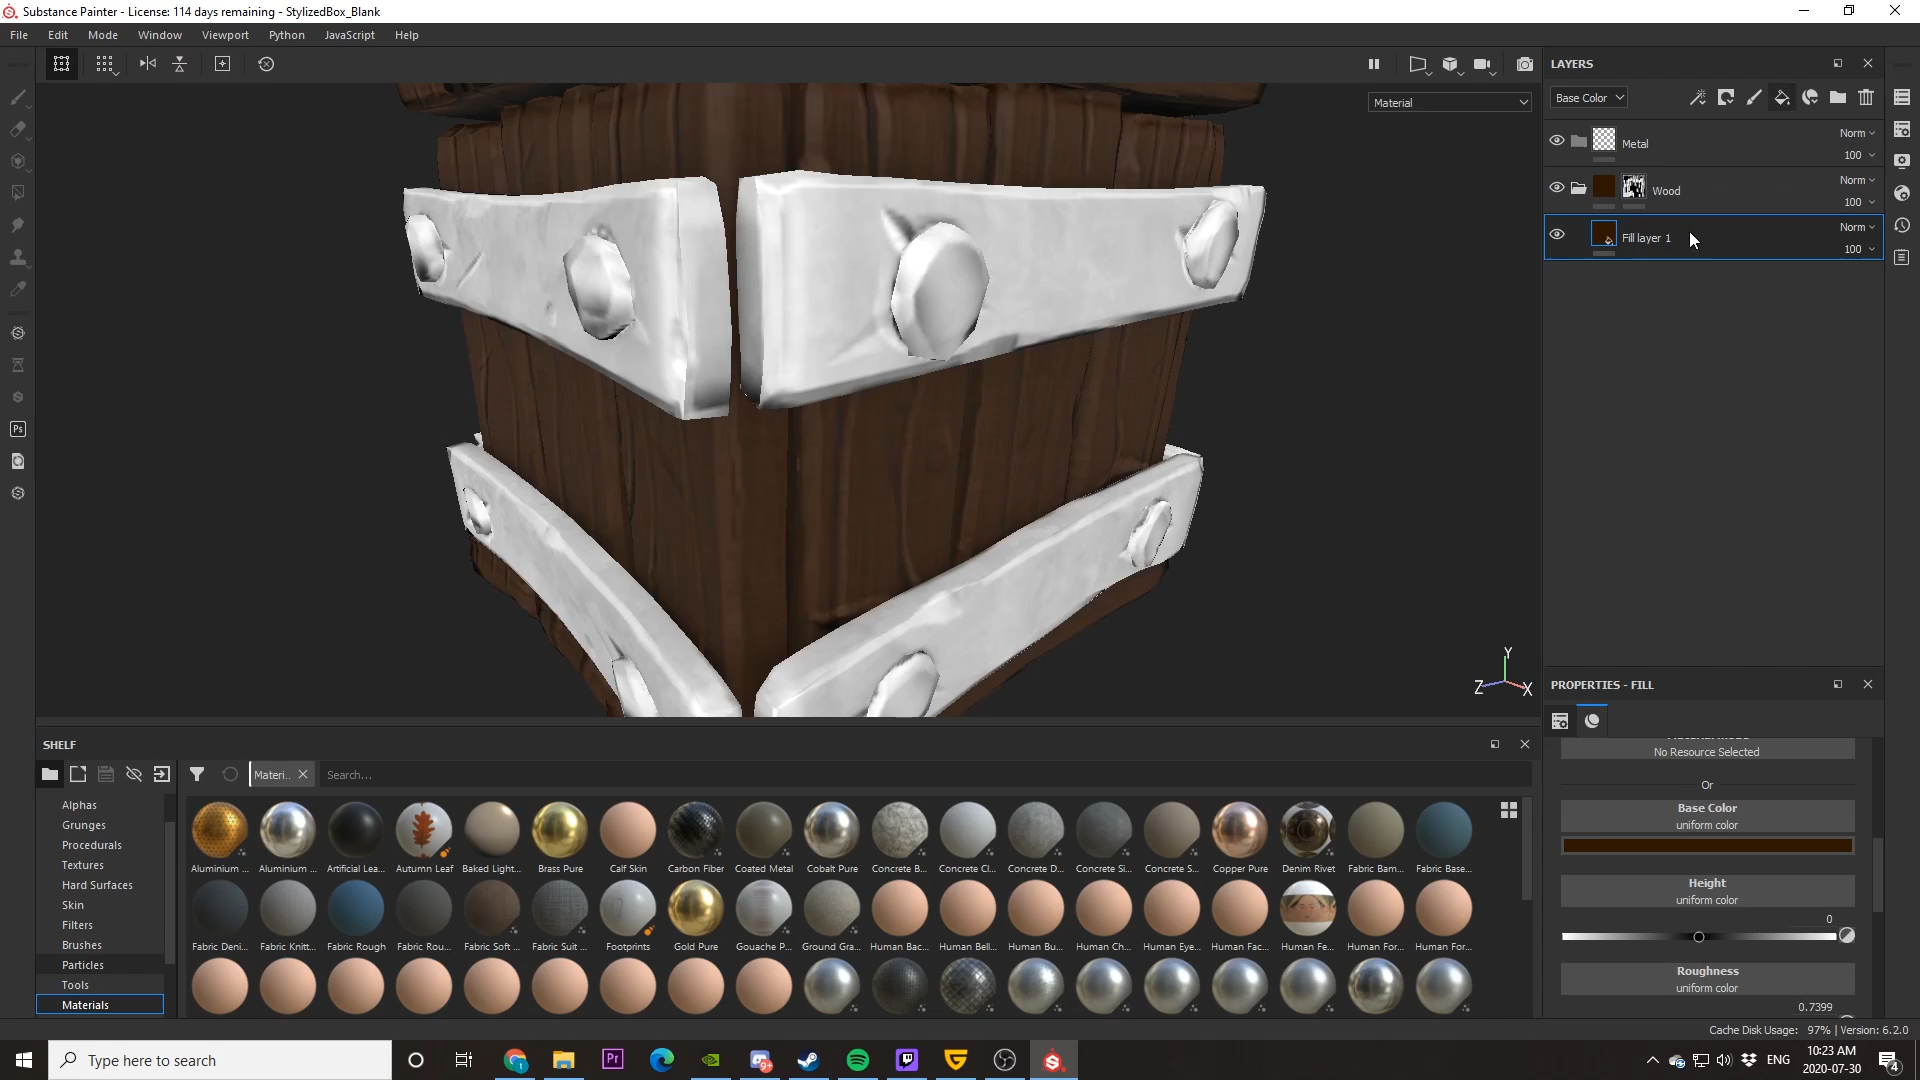 Substance Painter - License: 114 days remaining - StylizedBox_Blank
File Edit Mode Window Viewport Python JavaScript Help
Material
LAYERS
Base Color
Metal
Norm
100
Wood
Norm
100
Fill layer 1
Norm
100
Y
Z X
PROPERTIES - FILL
No Resource Selected
Or
Base Color
uniform color
Height
uniform color
0
Roughness
uniform color
0.7399
Ps
SHELF
Materi..
Search...
Alphas
Grunges
Procedurals
Textures
Hard Surfaces
Skin
Filters
Brushes
Particles
Tools
Materials
Aluminium ... Aluminium ... Artificial Lea... Autumn Leaf Baked Light... Brass Pure Calf Skin Carbon Fiber Coated Metal Cobalt Pure Concrete B... Concrete Cl... Concrete D... Concrete Si... Concrete S... Copper Pure Denim Rivet Fabric Bam... Fabric Base...
Fabric Deni... Fabric Knitt... Fabric Rough Fabric Rou... Fabric Soft ... Fabric Suit ... Footprints Gold Pure Gouache P... Ground Gra... Human Bac... Human Bell... Human Bu... Human Ch... Human Eye... Human Fac... Human Fe... Human For... Human For...
Cache Disk Usage: 97% | Version: 6.2.0
Type here to search
Pr
9+
ENG
10:23 AM
2020-07-30
4